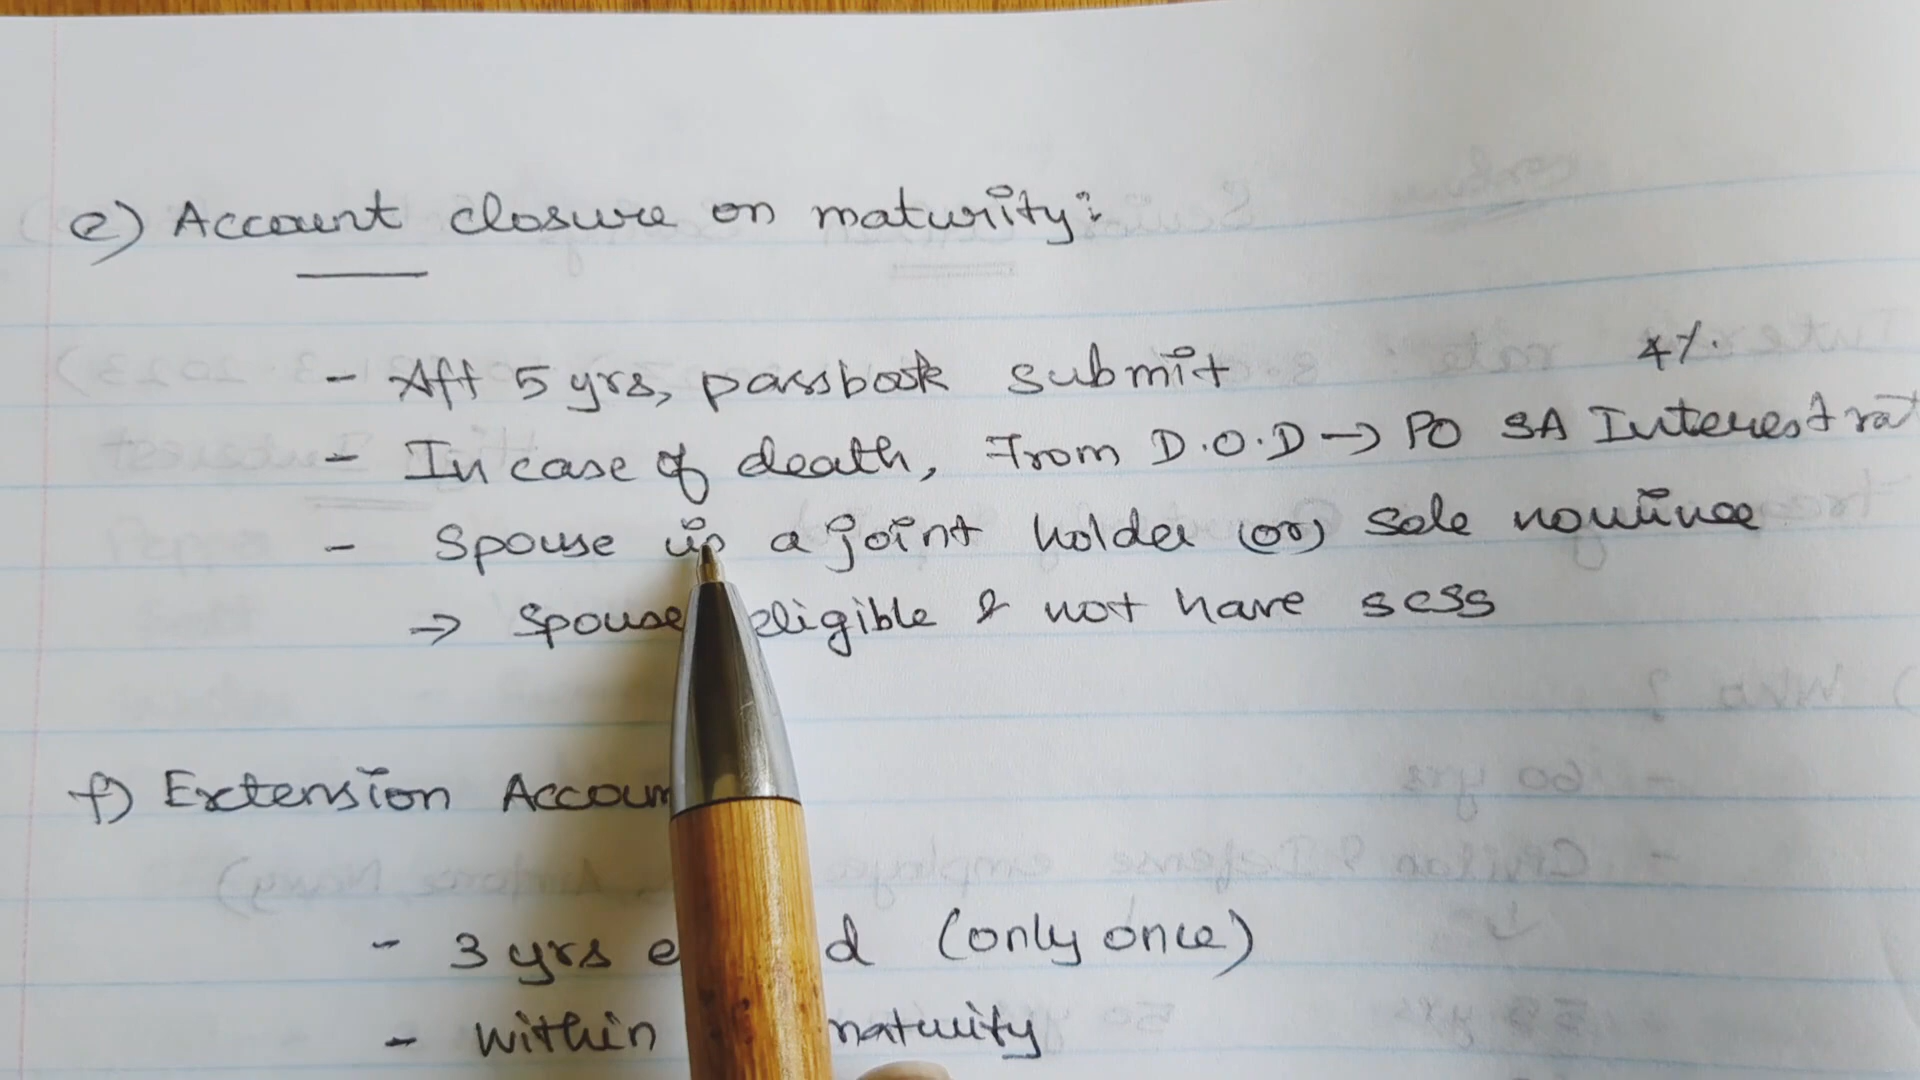 e) Account closure on maturity:
- Aft 5 yrs, passbook submit 4%.
- In case of death, From D.O.D → PO SA Interest rat
- Spouse is a joint holder (or) sole nominee
→ Spouse eligible & not have scss
f) Extension Accoun
- 3 yrs e d (only once)
- within maturity